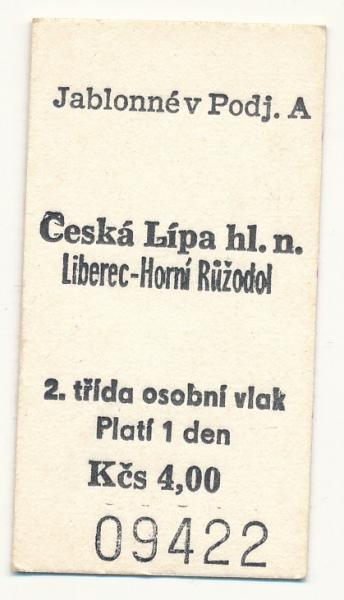 Jablonné v Podj. A
Česká Lípa hl. n.
Liberec-Horní Růžodol
2. třída osobní vlak
Platí 1 den
Kčs 4,00
09422